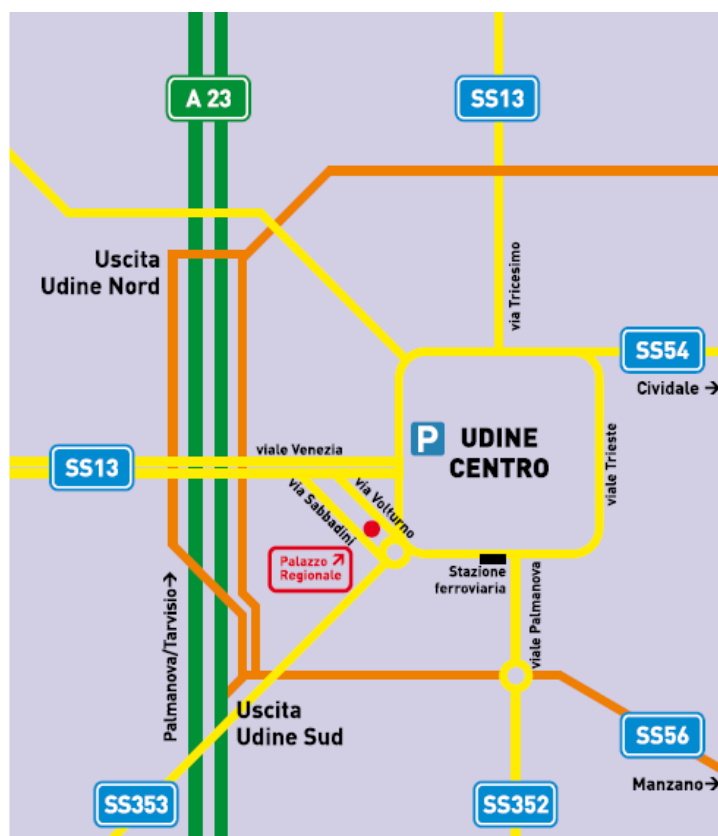 A 23
SS13
via Tricesimo
Uscita
Udine Nord
SS54
Cividale →
P
UDINE
CENTRO
viale Trieste
viale Venezia
SS13
via Volturno
via Sabbadini
Palazzo ↗
Regionale
Stazione
ferroviaria
viale Palmanova
Palmanova/Tarvisio→
Uscita
Udine Sud
SS56
Manzano →
SS353
SS352